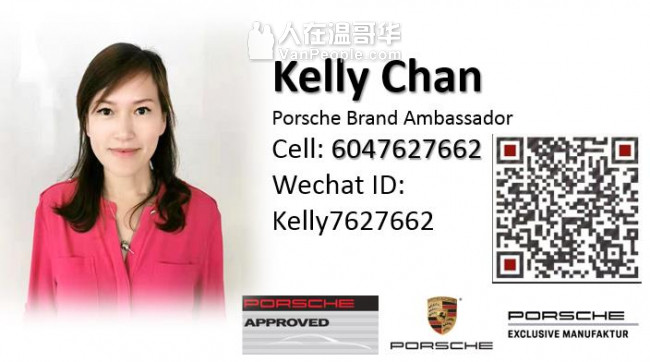 人在温哥华
VanPeople.com
Kelly Chan
Porsche Brand Ambassador
Cell: 6047627662
Wechat ID:
Kelly7627662
PORSCHE
APPROVED
PORSCHE
PORSCHE
EXCLUSIVE MANUFAKTUR